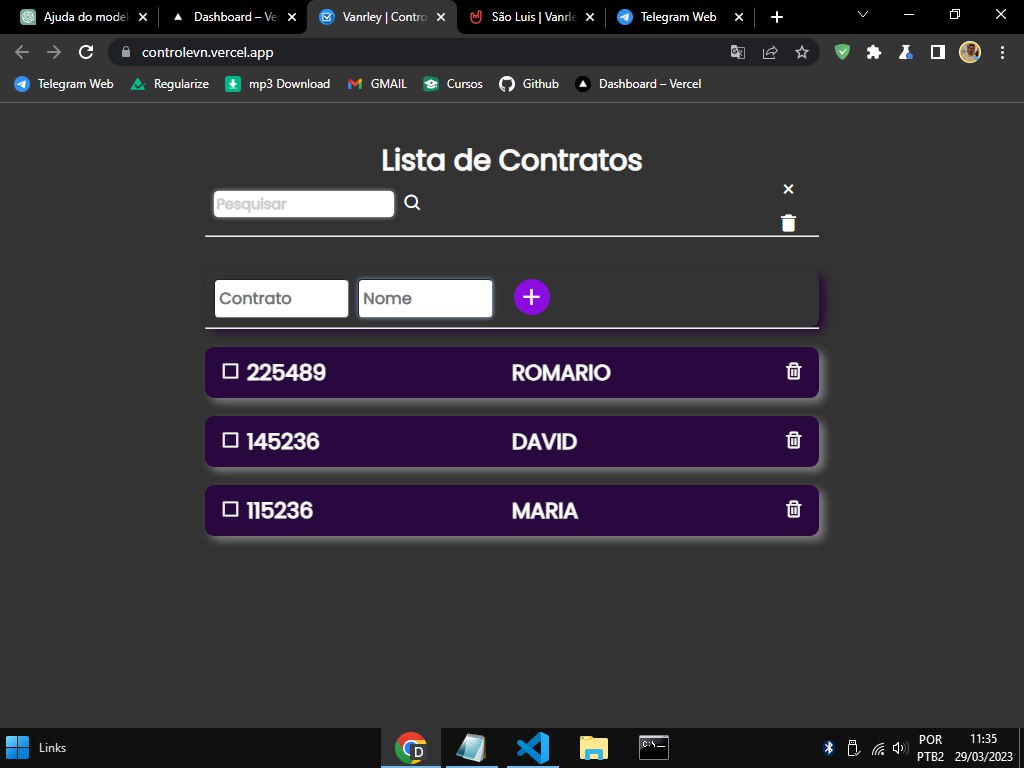 Ajuda do model
Dashboard – Ve
Vanrley | Contro
São Luis | Vanrle
Telegram Web
controlevn.vercel.app
Telegram Web
Regularize
mp3 Download
GMAIL
Cursos
Github
Dashboard – Vercel
Lista de Contratos
Pesquisar
Contrato
Nome
225489 ROMARIO
145236 DAVID
115236 MARIA
Links
POR
PTB2
11:35
29/03/2023